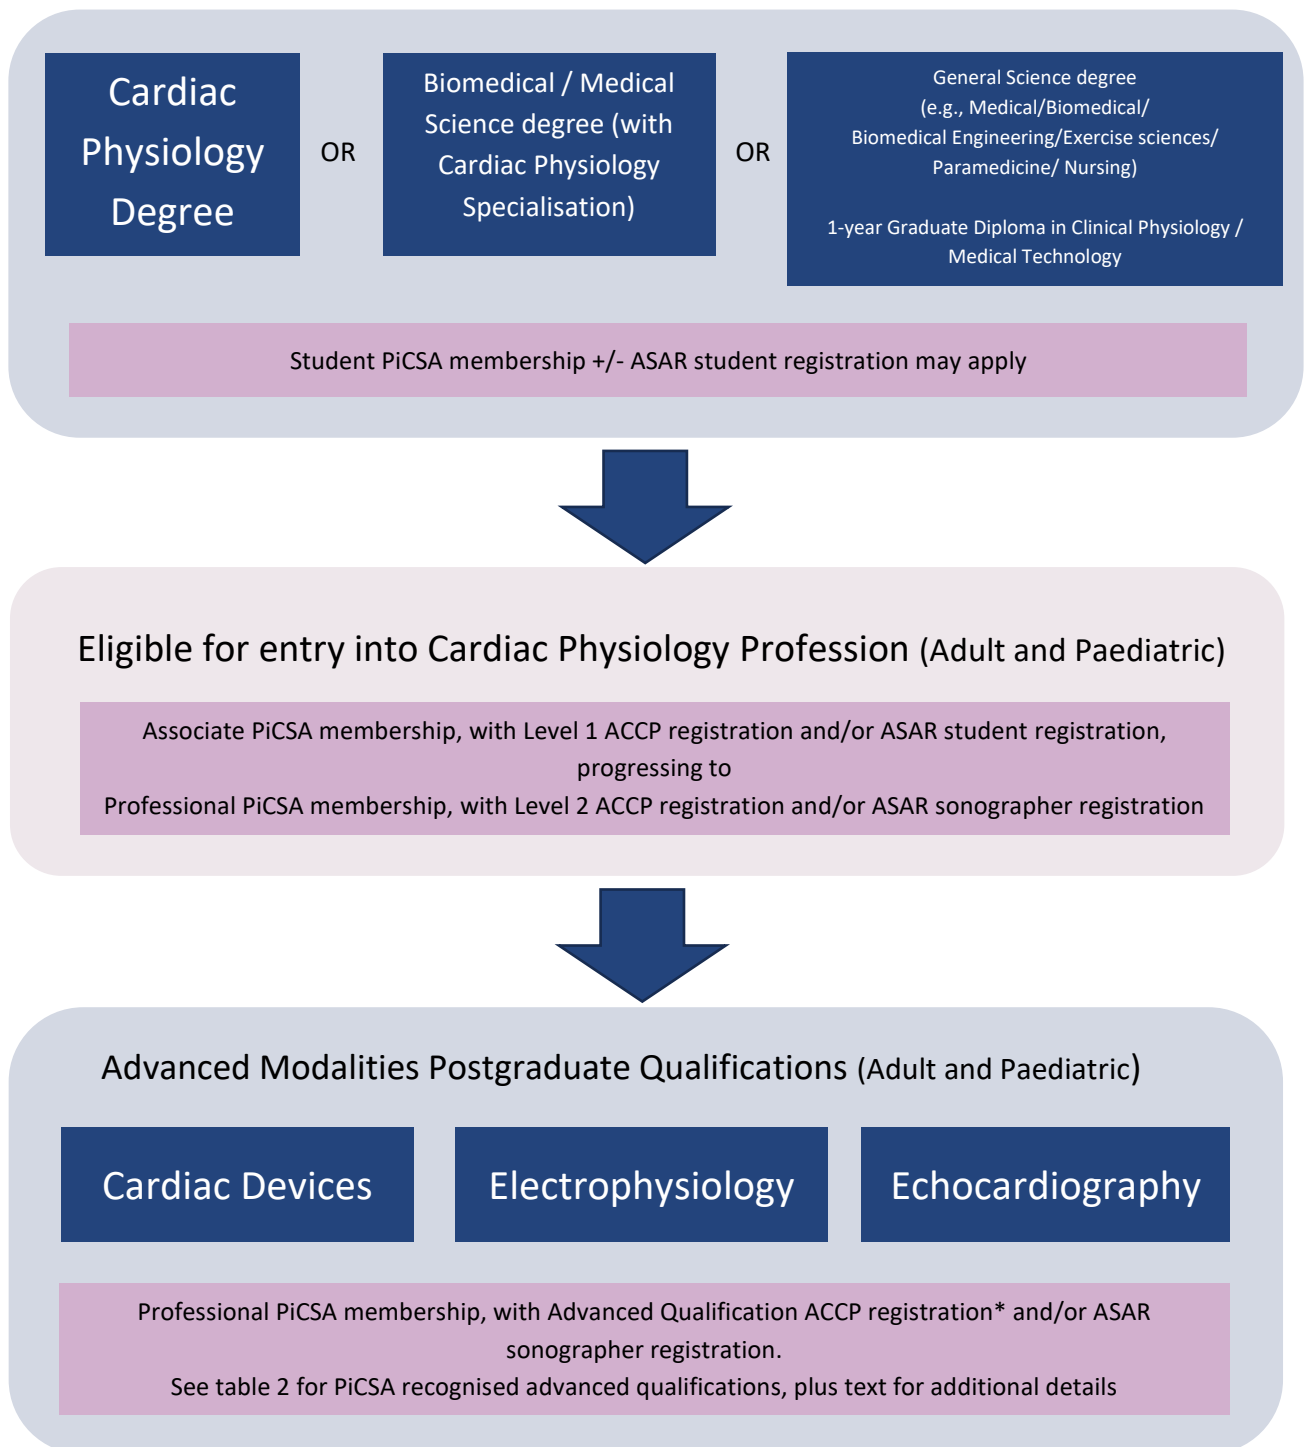 Cardiac
Physiology
Degree
OR
Biomedical / Medical
Science degree (with
Cardiac Physiology
Specialisation)
OR
General Science degree
(e.g., Medical/Biomedical/
Biomedical Engineering/Exercise sciences/
Paramedicine/ Nursing)
1-year Graduate Diploma in Clinical Physiology /
Medical Technology
Student PiCSA membership +/- ASAR student registration may apply
Eligible for entry into Cardiac Physiology Profession (Adult and Paediatric)
Associate PiCSA membership, with Level 1 ACCP registration and/or ASAR student registration,
progressing to
Professional PiCSA membership, with Level 2 ACCP registration and/or ASAR sonographer registration
Advanced Modalities Postgraduate Qualifications (Adult and Paediatric)
Cardiac Devices
Electrophysiology
Echocardiography
Professional PiCSA membership, with Advanced Qualification ACCP registration* and/or ASAR
sonographer registration.
See table 2 for PiCSA recognised advanced qualifications, plus text for additional details